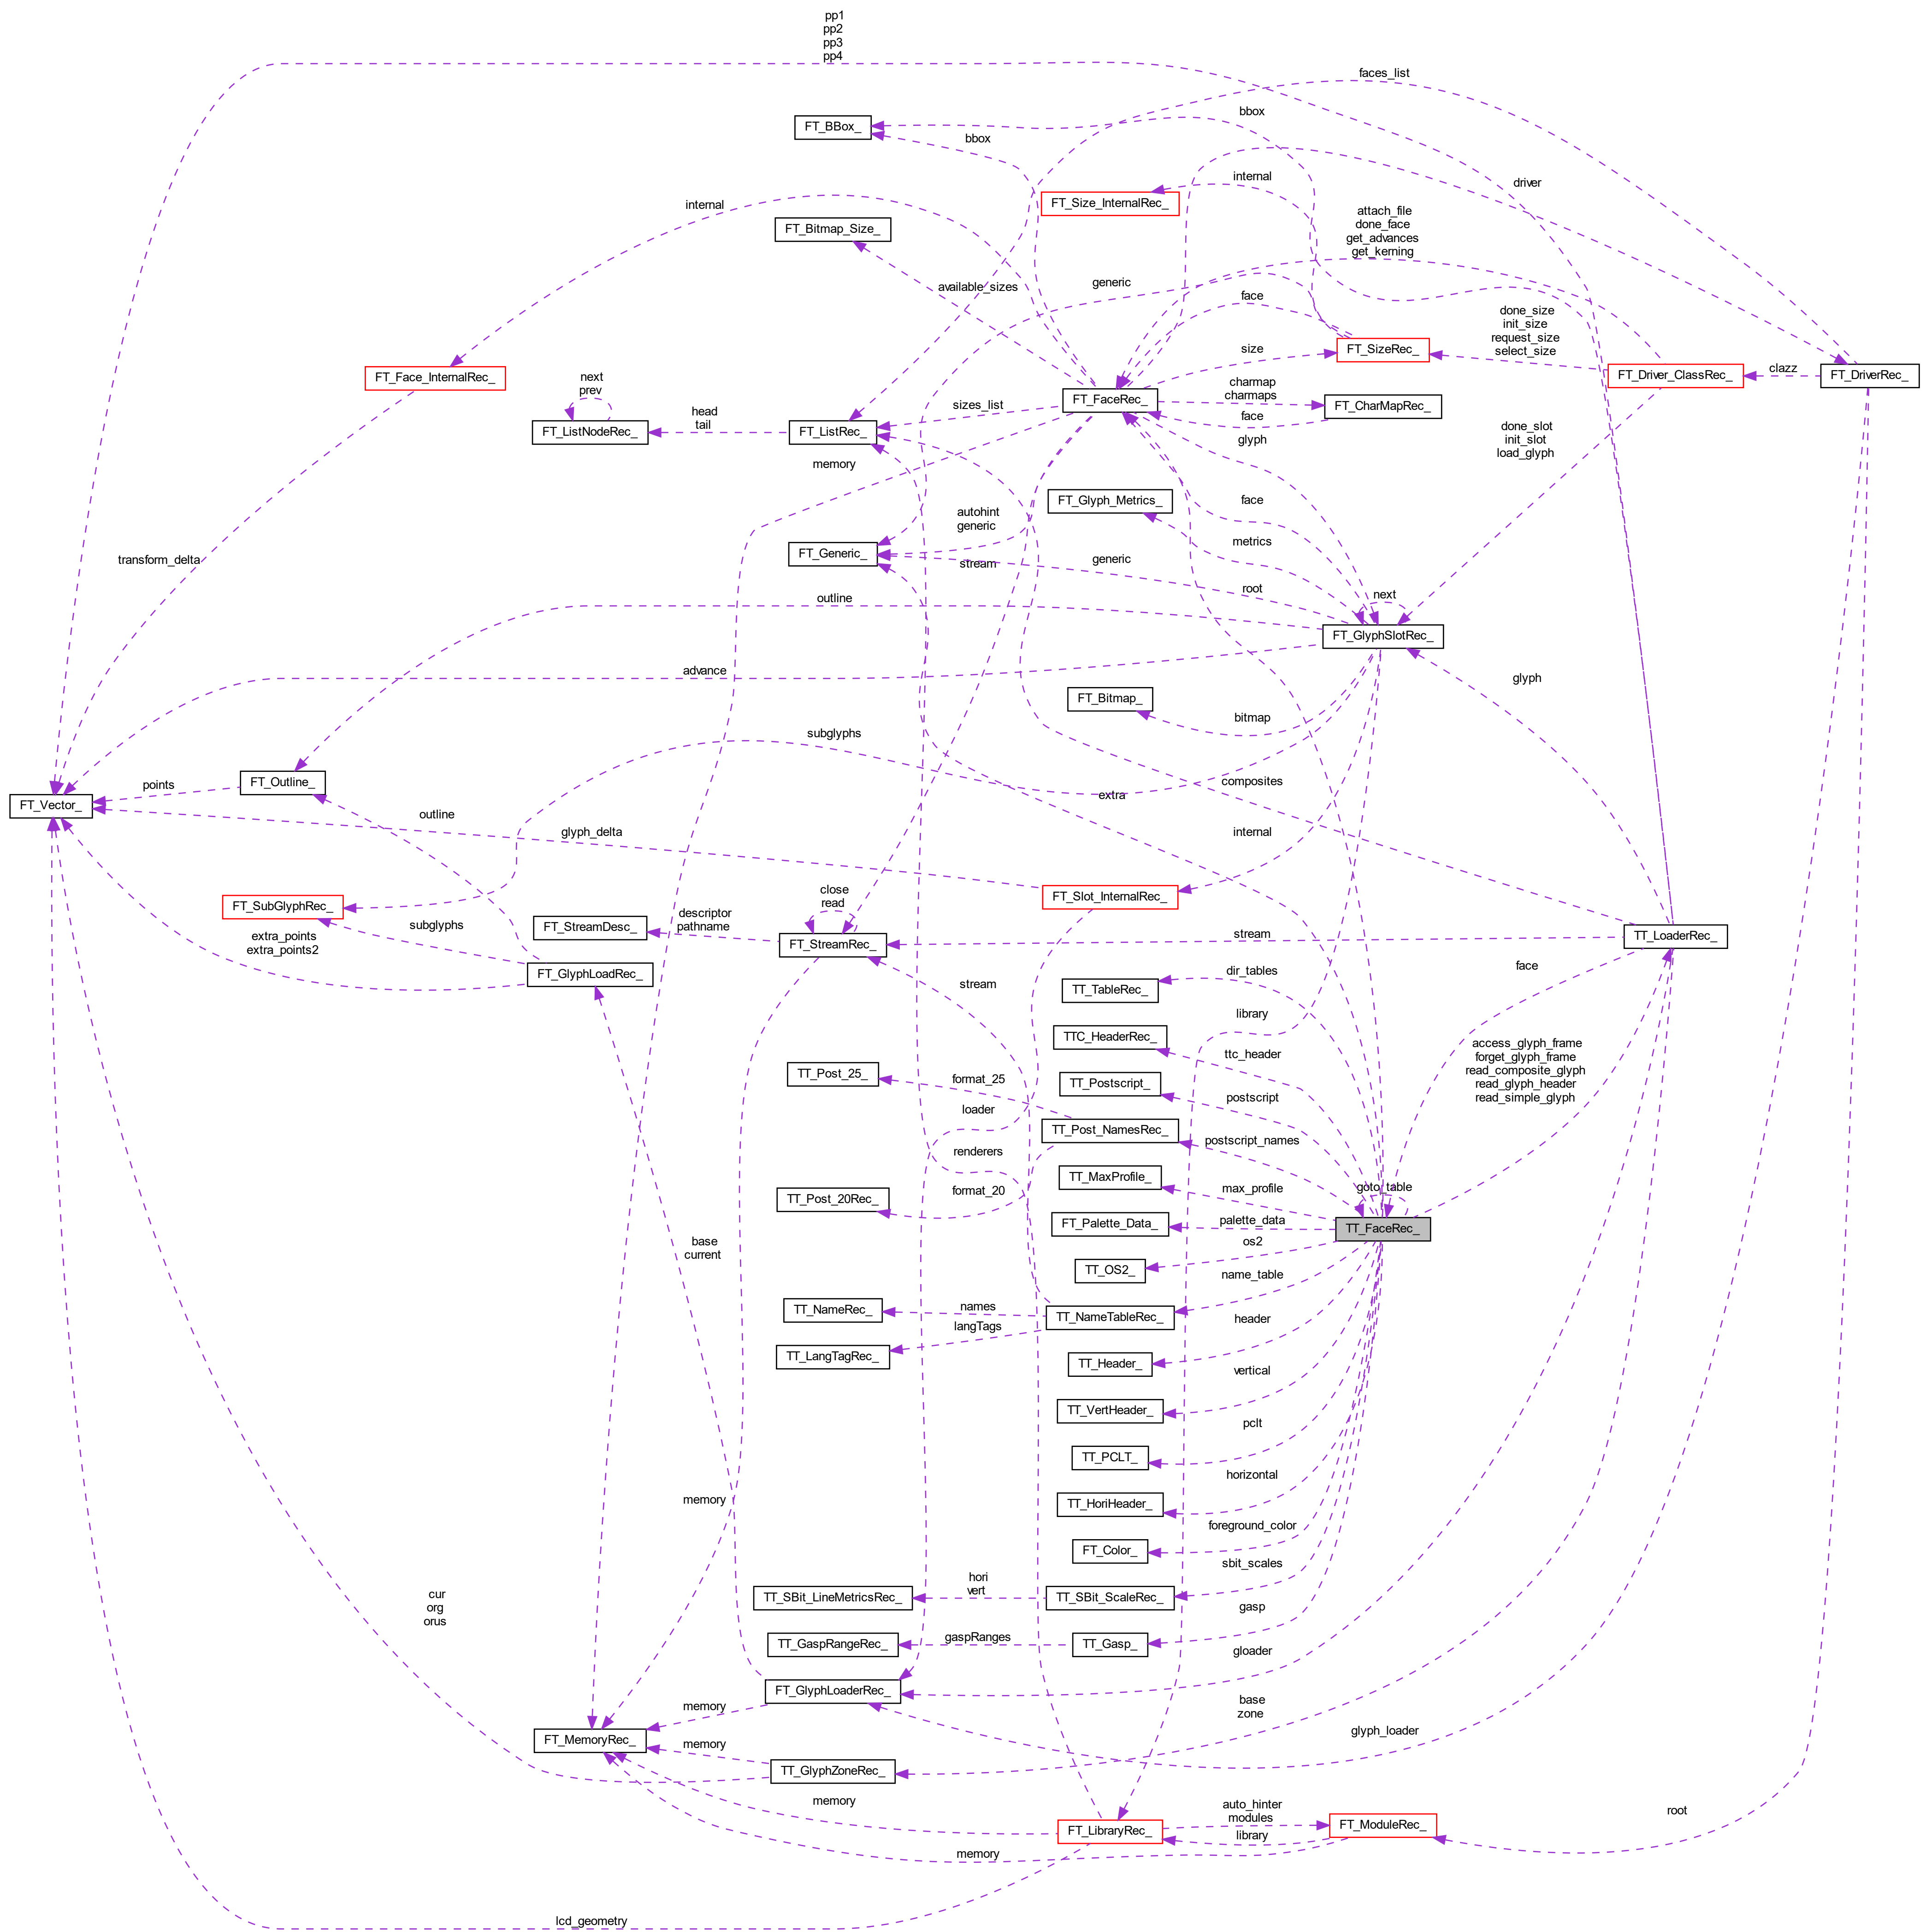 pp1
pp2
pp3
pp4
faces_list
bbox
FT_BBox_
bbox
internal
driver
FT_Size_InternalRec_
internal
attach_file
done_face
get_advances
get_kerning
FT_Bitmap_Size_
available_sizes
generic
face
done_size
init_size
request_size
select_size
size
FT_SizeRec_
FT_Driver_ClassRec_
clazz
FT_DriverRec_
FT_Face_InternalRec_
next
prev
FT_FaceRec_
charmap
charmaps
face
FT_CharMapRec_
sizes_list
head
tail
FT_ListNodeRec_
FT_ListRec_
glyph
done_slot
init_slot
load_glyph
memory
FT_Glyph_Metrics_
face
autohint
generic
metrics
FT_Generic_
transform_delta
stream
generic
root
next
outline
FT_GlyphSlotRec_
advance
glyph
FT_Bitmap_
bitmap
subglyphs
FT_Outline_
points
FT_Vector_
composites
extra
outline
glyph_delta
internal
FT_SubGlyphRec_
close
read
FT_Slot_InternalRec_
descriptor
pathname
FT_StreamDesc_
subglyphs
extra_points
extra_points2
FT_StreamRec_
stream
TT_LoaderRec_
FT_GlyphLoadRec_
stream
dir_tables
face
TT_TableRec_
library
TTC_HeaderRec_
ttc_header
access_glyph_frame
forget_glyph_frame
read_composite_glyph
read_glyph_header
read_simple_glyph
TT_Post_25_
format_25
TT_Postscript_
postscript
loader
TT_Post_NamesRec_
postscript_names
renderers
TT_MaxProfile_
max_profile
goto_table
TT_Post_20Rec_
format_20
FT_Palette_Data_
palette_data
TT_FaceRec_
base
current
os2
TT_OS2_
name_table
TT_NameRec_
names
TT_NameTableRec_
header
langTags
TT_LangTagRec_
TT_Header_
vertical
TT_VertHeader_
pclt
TT_PCLT_
horizontal
memory
TT_HoriHeader_
foreground_color
FT_Color_
sbit_scales
hori
vert
TT_SBit_LineMetricsRec_
TT_SBit_ScaleRec_
cur
org
orus
gasp
TT_GaspRangeRec_
gaspRanges
TT_Gasp_
gloader
FT_GlyphLoaderRec_
memory
base
zone
glyph_loader
FT_MemoryRec_
memory
TT_GlyphZoneRec_
memory
auto_hinter
modules
root
FT_LibraryRec_
library
FT_ModuleRec_
memory
lcd_geometry